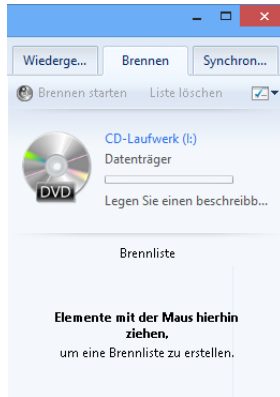 Wiederge...
Brennen
Synchron...
Brennen starten
Liste löschen
CD-Laufwerk (I:)
Datenträger
DVD
Legen Sie einen beschreibb...
Brennliste
Elemente mit der Maus hierhin
ziehen,
um eine Brennliste zu erstellen.